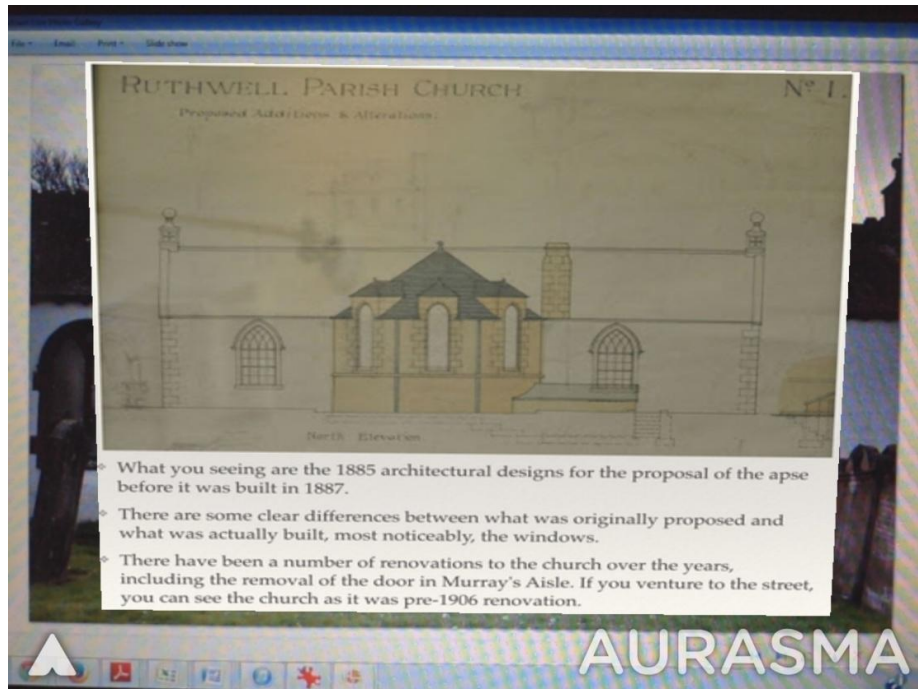 File Email Print Slide show
RUTHWELL PARISH CHURCH
No 1.
Proposed Additions & Alterations.
North Elevation
What you seeing are the 1885 architectural designs for the proposal of the apse
before it was built in 1887.
There are some clear differences between what was originally proposed and
what was actually built, most noticeably, the windows.
There have been a number of renovations to the church over the years,
including the removal of the door in Murray's Aisle. If you venture to the street,
you can see the church as it was pre-1906 renovation.
AURASMA